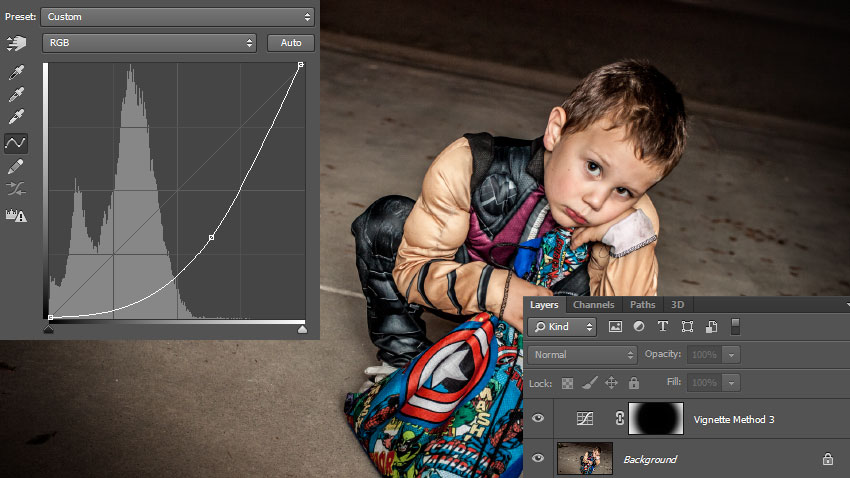 Preset: Custom
RGB
Auto
Layers Channels Paths 3D
Kind
Normal Opacity: 100%
Lock: Fill: 100%
Vignette Method 3
Background